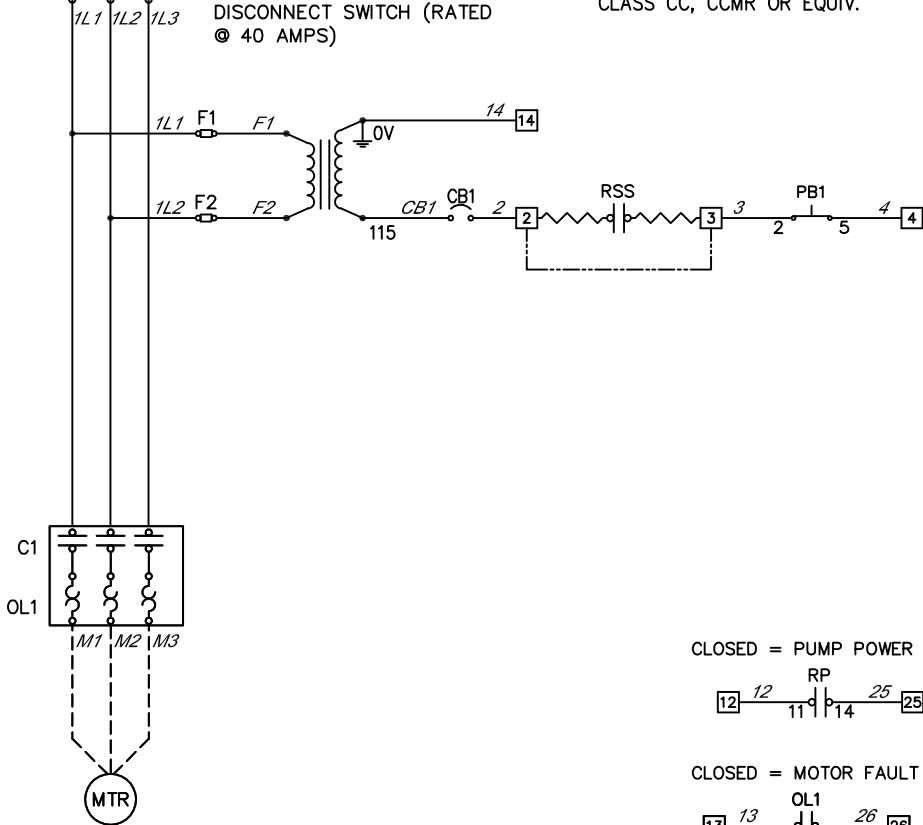 1L1 1L2 1L3
DISCONNECT SWITCH (RATED
@ 40 AMPS)
CLASS CC, CCMR OR EQUIV.
1L1 F1 F1
0V
14 14
1L2 F2 F2
115
CB1 CB1 2 2
RSS
3 3
PB1
2 5
4 4
C1
OL1
M1 M2 M3
MTR
CLOSED = PUMP POWER
RP
12 12 11 14 25 25
CLOSED = MOTOR FAULT
OL1
13 13 26 26